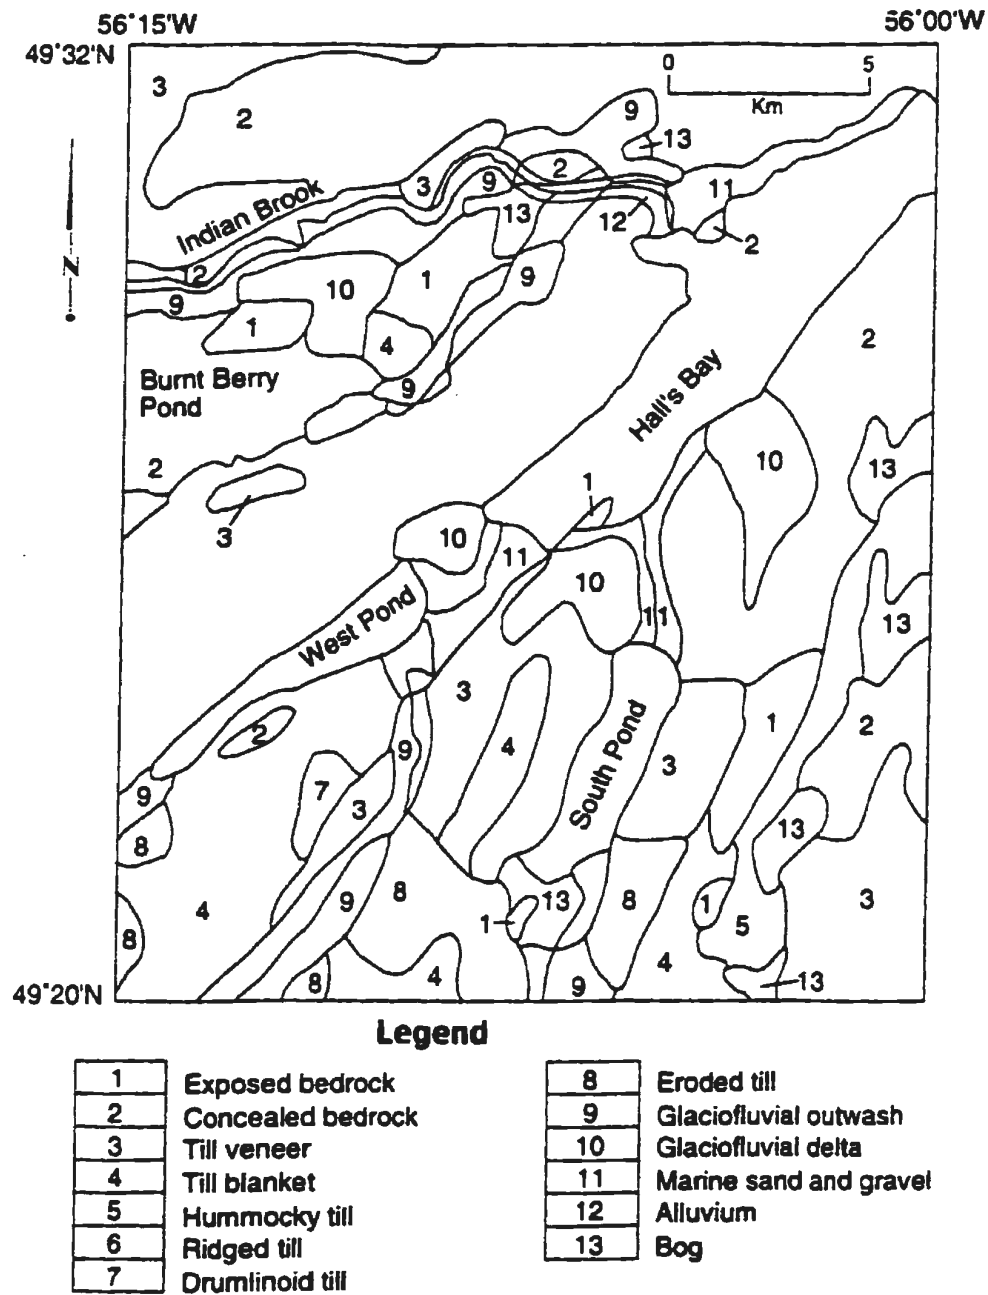 56°15'W
56°00'W
49°32'N
0 5
Km
3
2
9
13
2
3
9
11
13
12
2
Indian Brook
N
2
9
10
1
9
1
4
2
Burnt Berry
Pond
9
Hall's Bay
2
10
13
3
1
10
11
10
11
13
West Pond
3
1
2
2
9
4
South Pond
3
9
7
3
13
8
9
8
13
8
1
3
4
1
5
8
8
4
9
4
13
49°20'N
Legend
1 Exposed bedrock
2 Concealed bedrock
3 Till veneer
4 Till blanket
5 Hummocky till
6 Ridged till
7 Drumlinoid till
8 Eroded till
9 Glaciofluvial outwash
10 Glaciofluvial delta
11 Marine sand and gravel
12 Alluvium
13 Bog